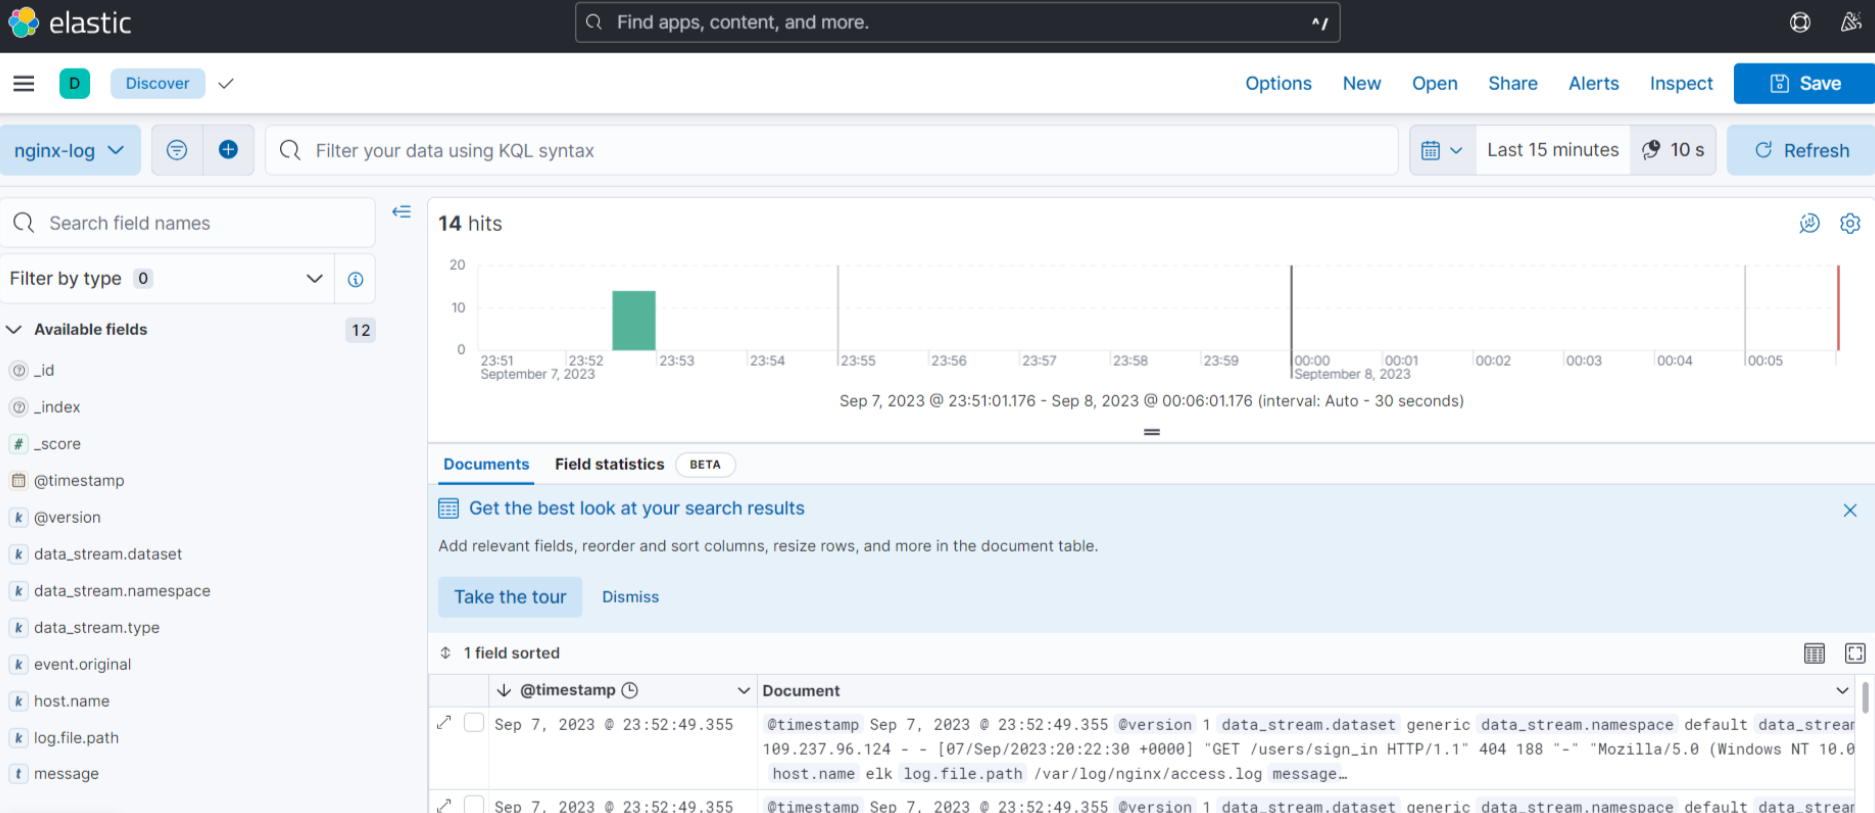 elastic
Find apps, content, and more.
^/
D
Discover
Options
New
Open
Share
Alerts
Inspect
Save
nginx-log
Filter your data using KQL syntax
Last 15 minutes
10 s
Refresh
Search field names
Filter by type 0
Available fields
12
_id
_index
# _score
@timestamp
k @version
k data_stream.dataset
k data_stream.namespace
k data_stream.type
k event.original
k host.name
k log.file.path
t message
14 hits
20
10
0
23:51 23:52 23:53 23:54 23:55 23:56 23:57 23:58 23:59 00:00 00:01 00:02 00:03 00:04 00:05
September 7, 2023 September 8, 2023
Sep 7, 2023 @ 23:51:01.176 - Sep 8, 2023 @ 00:06:01.176 (interval: Auto - 30 seconds)
Documents
Field statistics
BETA
Get the best look at your search results
Add relevant fields, reorder and sort columns, resize rows, and more in the document table.
Take the tour
Dismiss
1 field sorted
@timestamp
Document
Sep 7, 2023 @ 23:52:49.355
@timestamp Sep 7, 2023 @ 23:52:49.355 @version 1 data_stream.dataset generic data_stream.namespace default data_stream
109.237.96.124 - - [07/Sep/2023:20:22:30 +0000] "GET /users/sign_in HTTP/1.1" 404 188 "-" "Mozilla/5.0 (Windows NT 10.0
host.name elk log.file.path /var/log/nginx/access.log message…
Sep 7, 2023 @ 23:52:49.355
@timestamp Sep 7, 2023 @ 23:52:49.355 @version 1 data_stream.dataset generic data_stream.namespace default data_stream